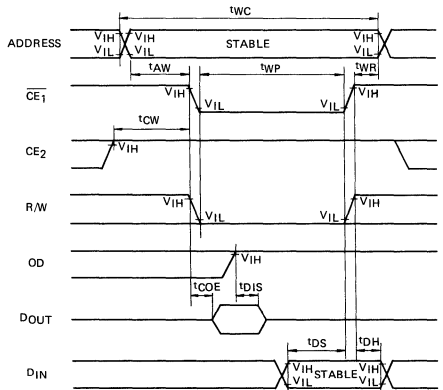 tWC
ADDRESS VIH VIH STABLE VIH VIH
VIL VIL VIL VIL
tAW tWP tWR
CE1 VIH VIL VIL VIH
tCW
CE2 VIH
R/W VIH VIL VIL VIH
OD VIH
tCOE tDIS
DOUT
tDS tDH
DIN VIH STABLE VIH VIH
VIL VIL VIL